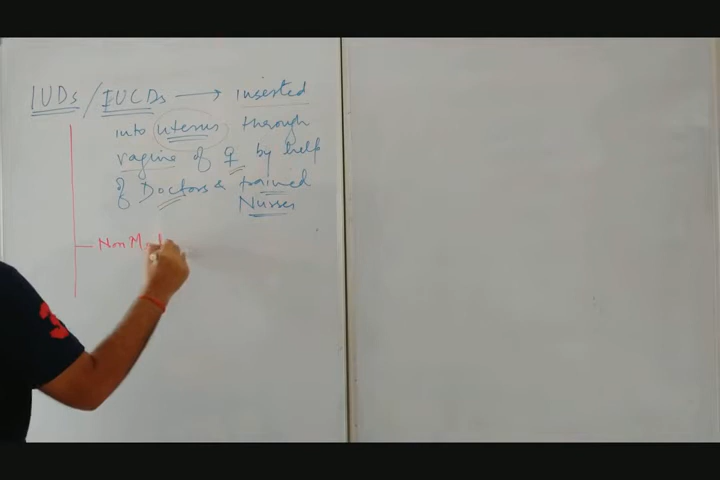 IUDs / IUCDs → inserted
into uterus through
vagina of ♀ by help
of Doctors & trained
Nurses
Non M